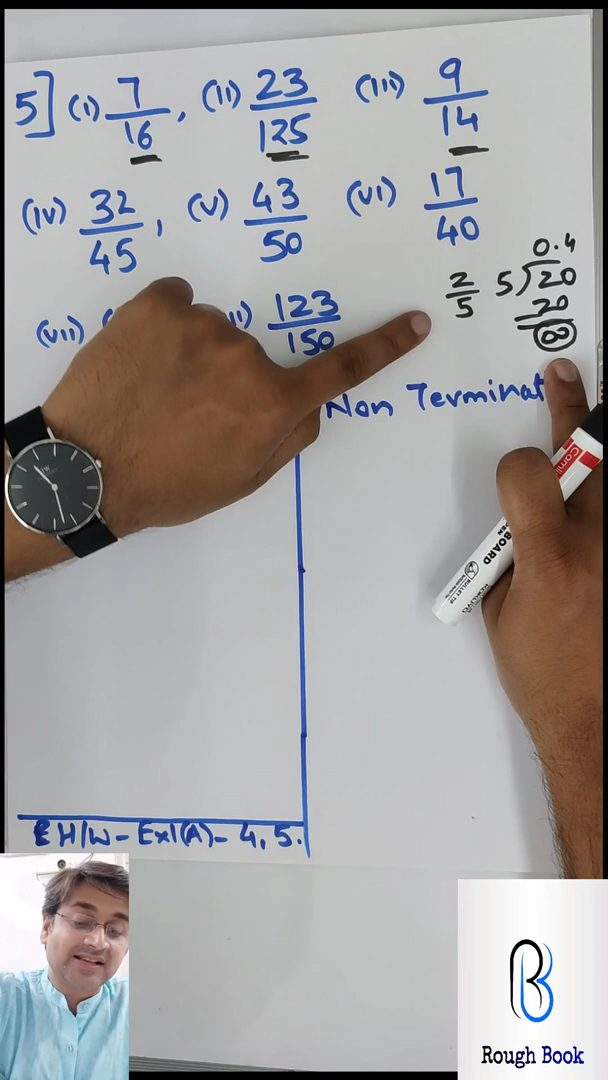 5] (i) 7/16, (ii) 23/125 (iii) 9/14
(iv) 32/45, (v) 43/50 (vi) 17/40
(vii) 123/150
2/5 5)20 0.4
20
00
Non Terminat
H/W - Ex1(A) - 4, 5.
BOARD
Rough Book